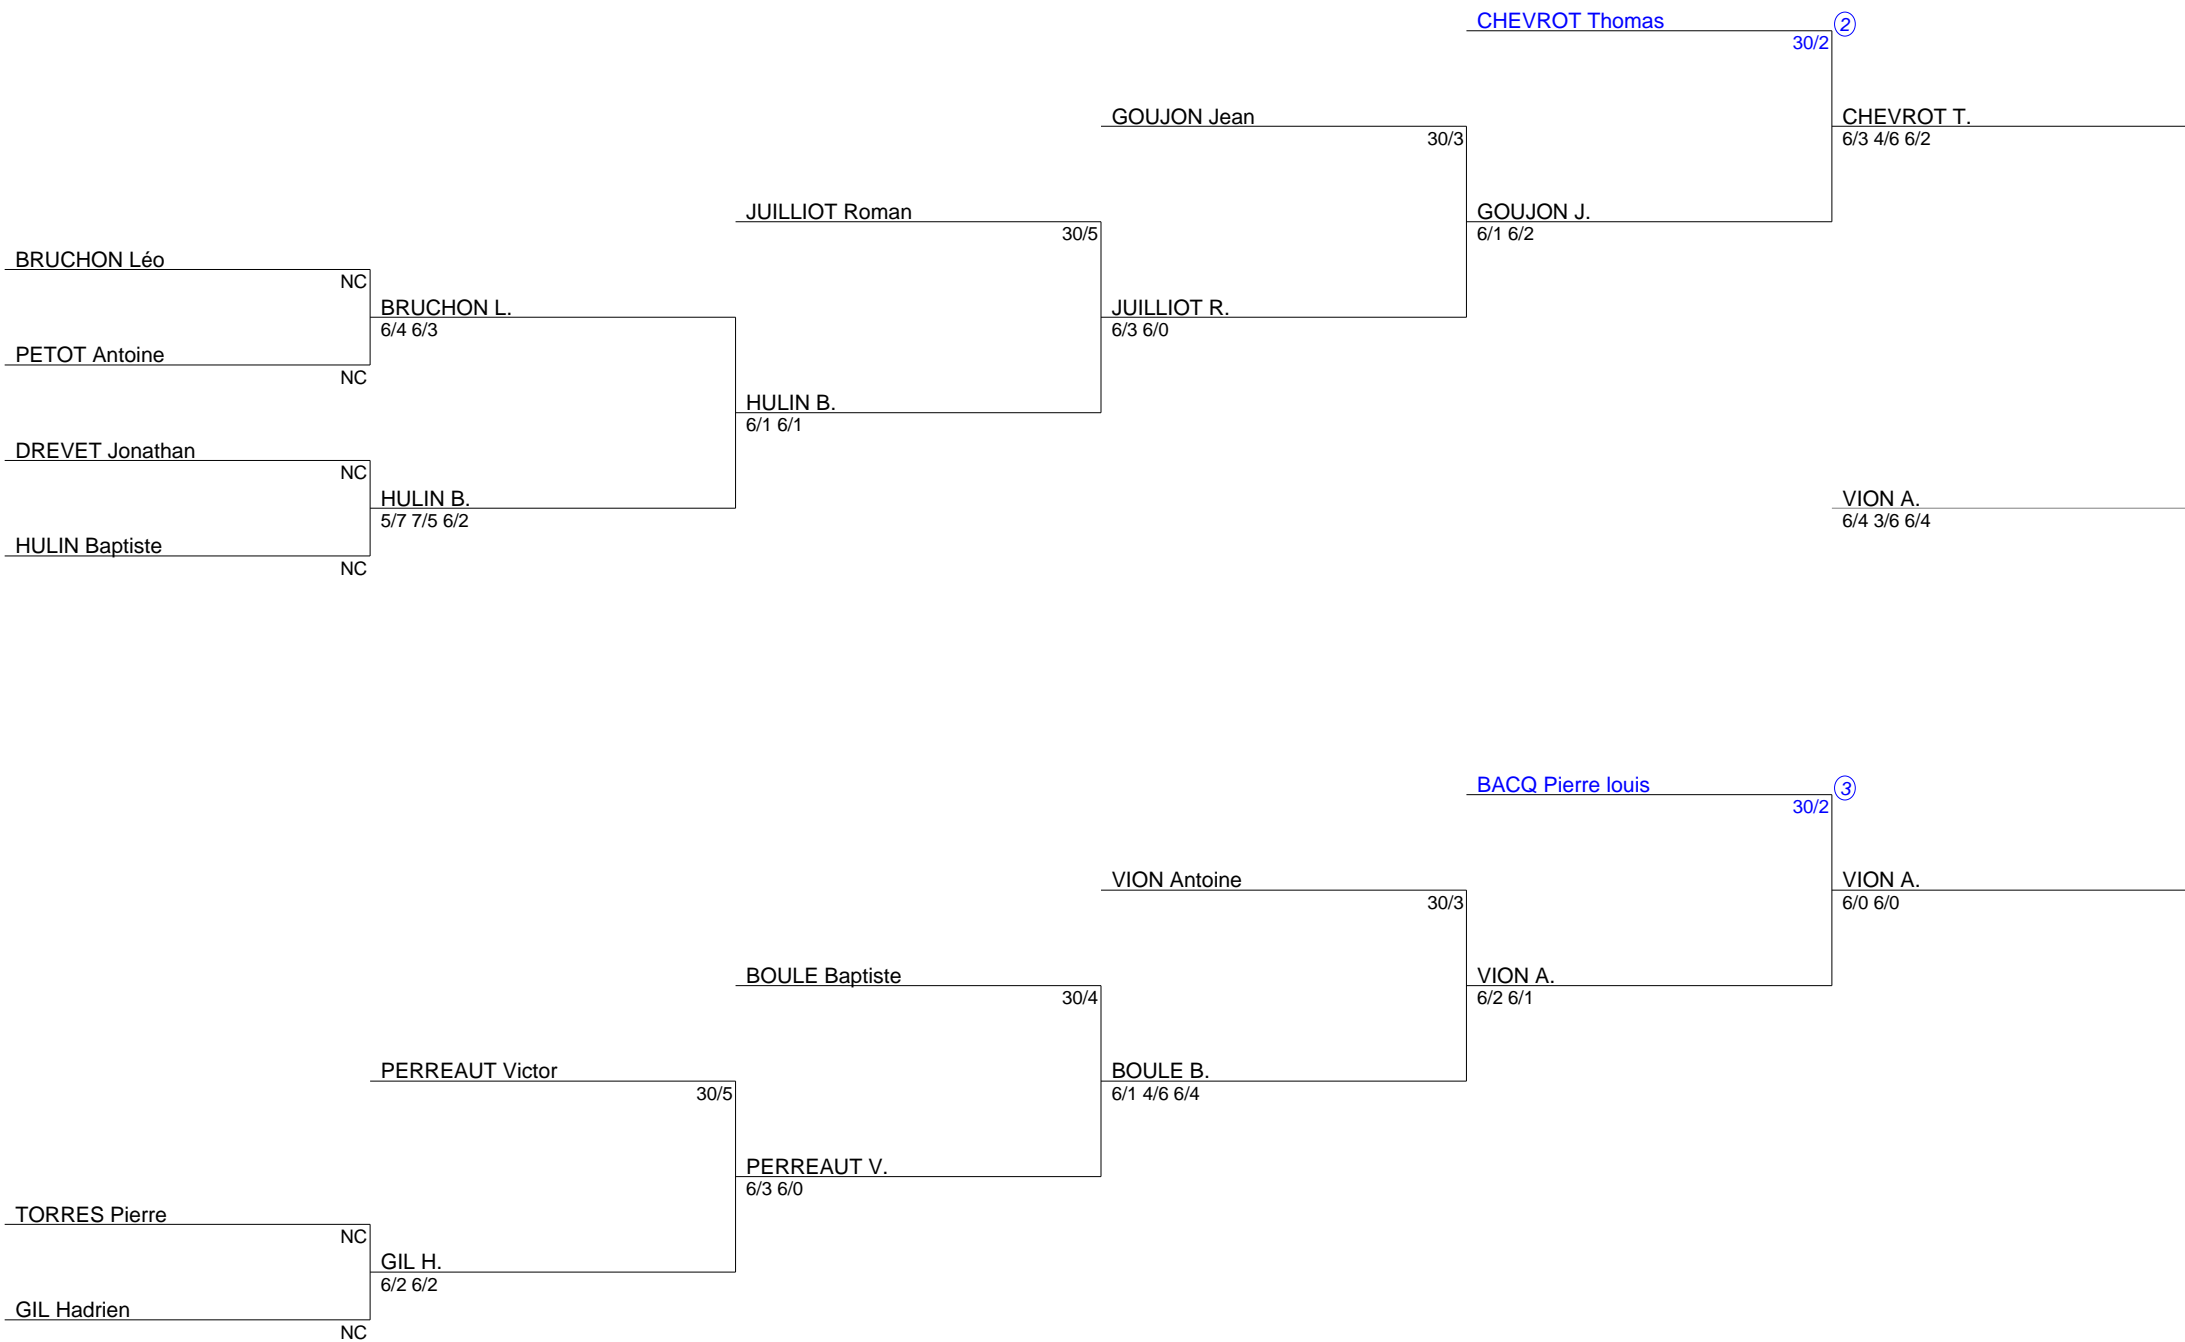 CHEVROT Thomas
2
30/2
GOUJON Jean
30/3
CHEVROT T.
6/3 4/6 6/2
JUILLIOT Roman
30/5
GOUJON J.
6/1 6/2
BRUCHON Léo
NC
BRUCHON L.
6/4 6/3
JUILLIOT R.
6/3 6/0
PETOT Antoine
NC
HULIN B.
6/1 6/1
DREVET Jonathan
NC
HULIN B.
5/7 7/5 6/2
VION A.
6/4 3/6 6/4
HULIN Baptiste
NC
BACQ Pierre louis
3
30/2
VION Antoine
30/3
VION A.
6/0 6/0
BOULE Baptiste
30/4
VION A.
6/2 6/1
PERREAUT Victor
30/5
BOULE B.
6/1 4/6 6/4
PERREAUT V.
6/3 6/0
TORRES Pierre
NC
GIL H.
6/2 6/2
GIL Hadrien
NC